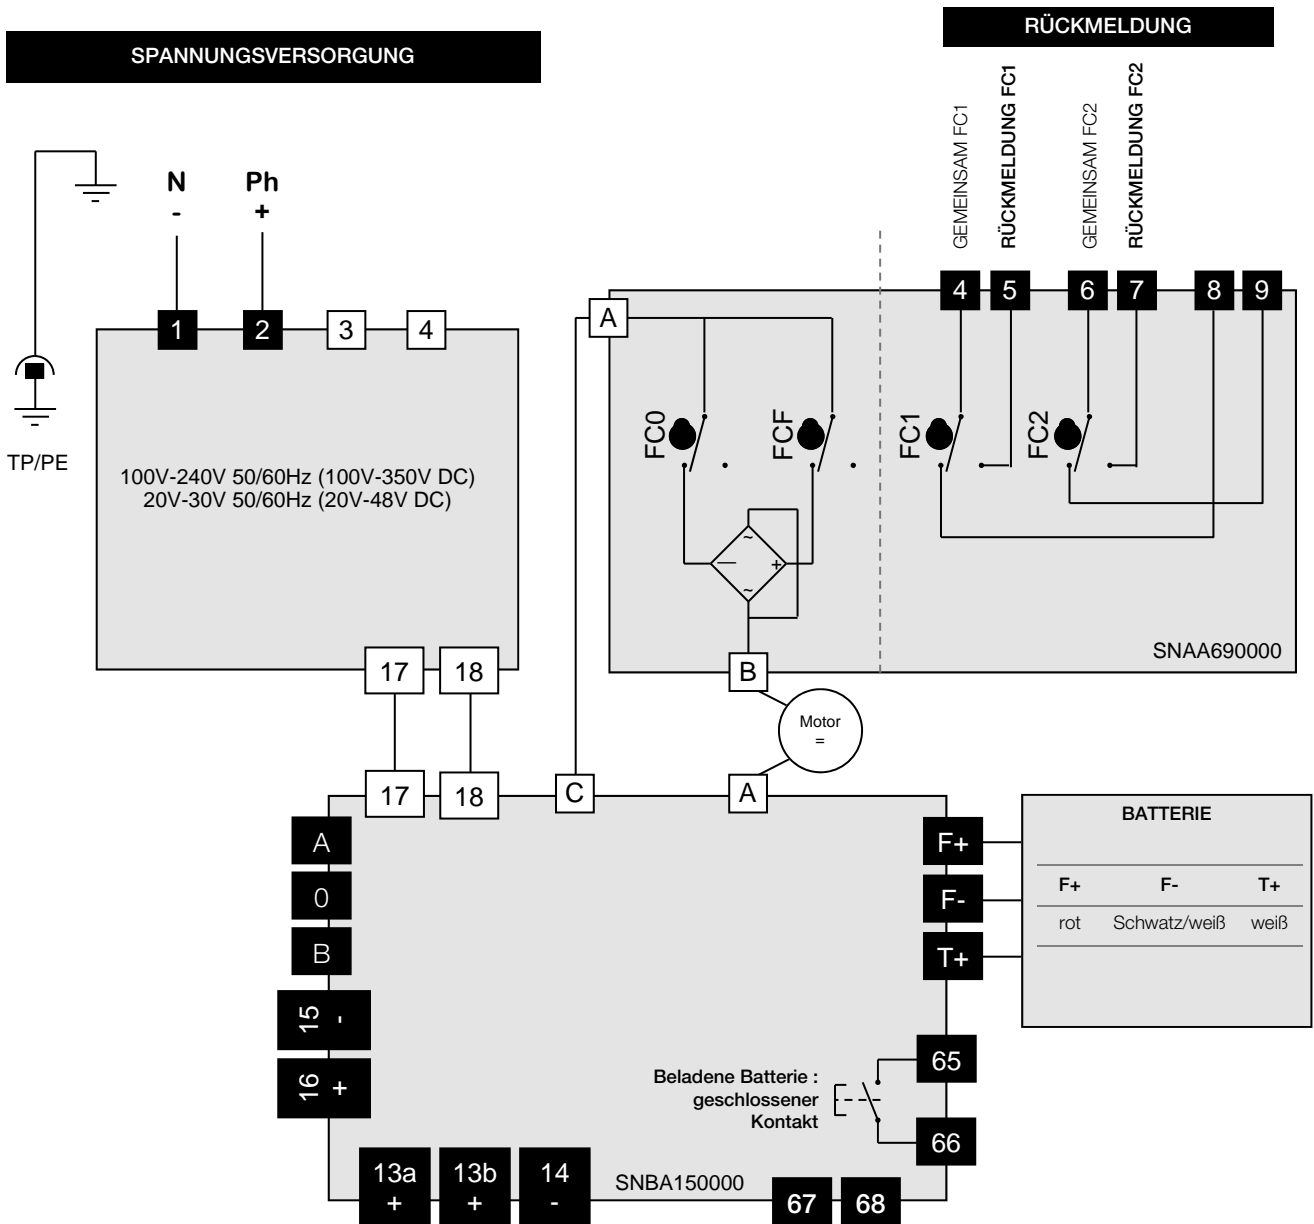 SPANNUNGSVERSORGUNG
RÜCKMELDUNG
GEMEINSAM FC1
RÜCKMELDUNG FC1
GEMEINSAM FC2
RÜCKMELDUNG FC2
N
-
Ph
+
1
2
3
4
TP/PE
100V-240V 50/60Hz (100V-350V DC)
20V-30V 50/60Hz (20V-48V DC)
17
18
A
4
5
6
7
8
9
FC0
FCF
FC1
FC2
~
—
+
~
SNAA690000
B
Motor
=
17
18
C
A
A
0
B
15 -
16 +
F+
F-
T+
BATTERIE
F+ F- T+
rot Schwatz/weiß weiß
Beladene Batterie :
geschlossener
Kontakt
65
66
13a
+
13b
+
14
-
SNBA150000
67
68